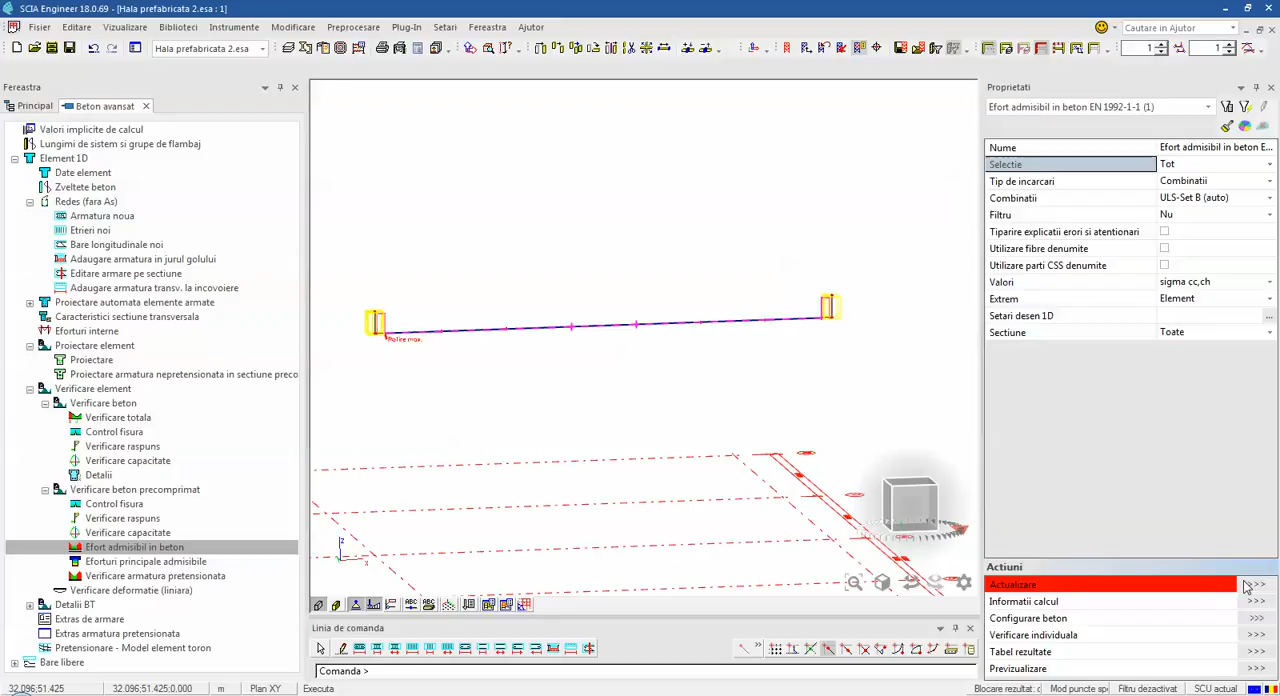 SCIA Engineer 18.0.69 - [Hala prefabricata 2.esa : 1]
Fisier Editare Vizualizare Biblioteci Instrumente Modificare Preprocesare Plug-In Setari Fereastra Ajutor Cautare in Ajutor
Hala prefabricata 2.esa 1 1
Fereastra
Principal Beton avansat
Valori implicite de calcul
Lungimi de sistem si grupe de flambaj
Element 1D
Date element
Zveltete beton
Redes (fara As)
Armatura noua
Etrieri noi
Bare longitudinale noi
Adaugare armatura in jurul golului
Editare armare pe sectiune
Adaugare armatura transv. la incovoiere
Proiectare automata elemente armate
Caracteristici sectiune transversala
Eforturi interne
Proiectare element
Proiectare
Proiectare armatura nepretensionata in sectiune preco
Verificare element
Verificare beton
Verificare totala
Control fisura
Verificare raspuns
Verificare capacitate
Detalii
Verificare beton precomprimat
Control fisura
Verificare raspuns
Verificare capacitate
Efort admisibil in beton
Eforturi principale admisibile
Verificare armatura pretensionata
Verificare deformatie (liniara)
Detalii BT
Extras de armare
Extras armatura pretensionata
Pretensionare - Model element toron
Bare libere
z
x
Linia de comanda
Comanda >
Proprietati
Efort admisibil in beton EN 1992-1-1 (1)
Nume Efort admisibil in beton E...
Selectie Tot
Tip de incarcari Combinatii
Combinatii ULS-Set B (auto)
Filtru Nu
Tiparire explicatii erori si atentionari
Utilizare fibre denumite
Utilizare parti CSS denumite
Valori sigma cc,ch
Extrem Element
Setari desen 1D ...
Sectiune Toate
Actiuni
Actualizare >>>
Informatii calcul >>>
Configurare beton >>>
Verificare individuala >>>
Tabel rezultate >>>
Previzualizare >>>
32.096;51.425 32.096;51.425;0.000 m Plan XY Executa Blocare rezultat: c Mod puncte sp Filtru dezactivat SCU actual